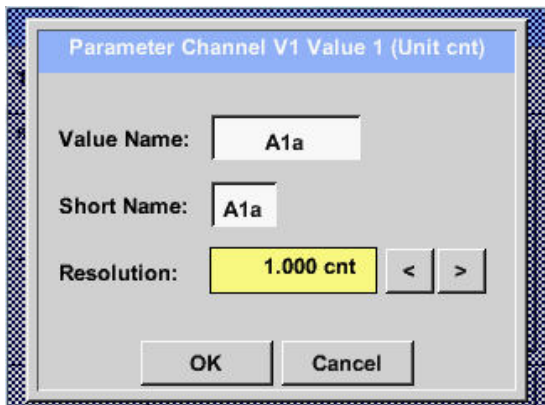 Parameter Channel V1 Value 1 (Unit cnt)
Value Name: A1a
Short Name: A1a
Resolution: 1.000 cnt < >
OK Cancel